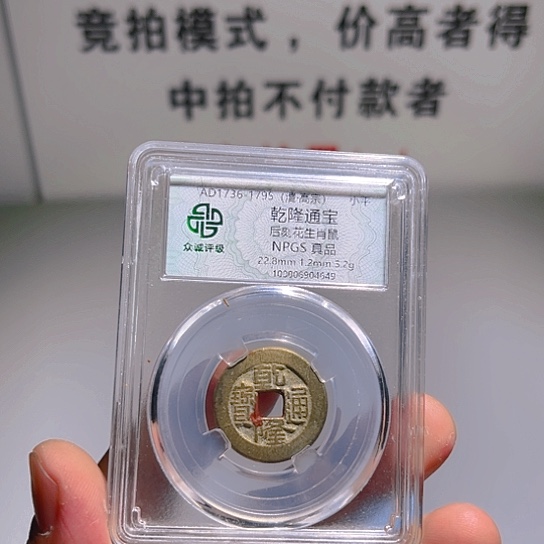 竞拍模式，价高者得
中拍不付款者
AD1736-1795 (清·高宗) 小平
乾隆通宝
后刻花生肖鼠
众诚评级
NPGS 真品
22.8mm 1.2mm 3.2g
100006904649
乾隆通寶